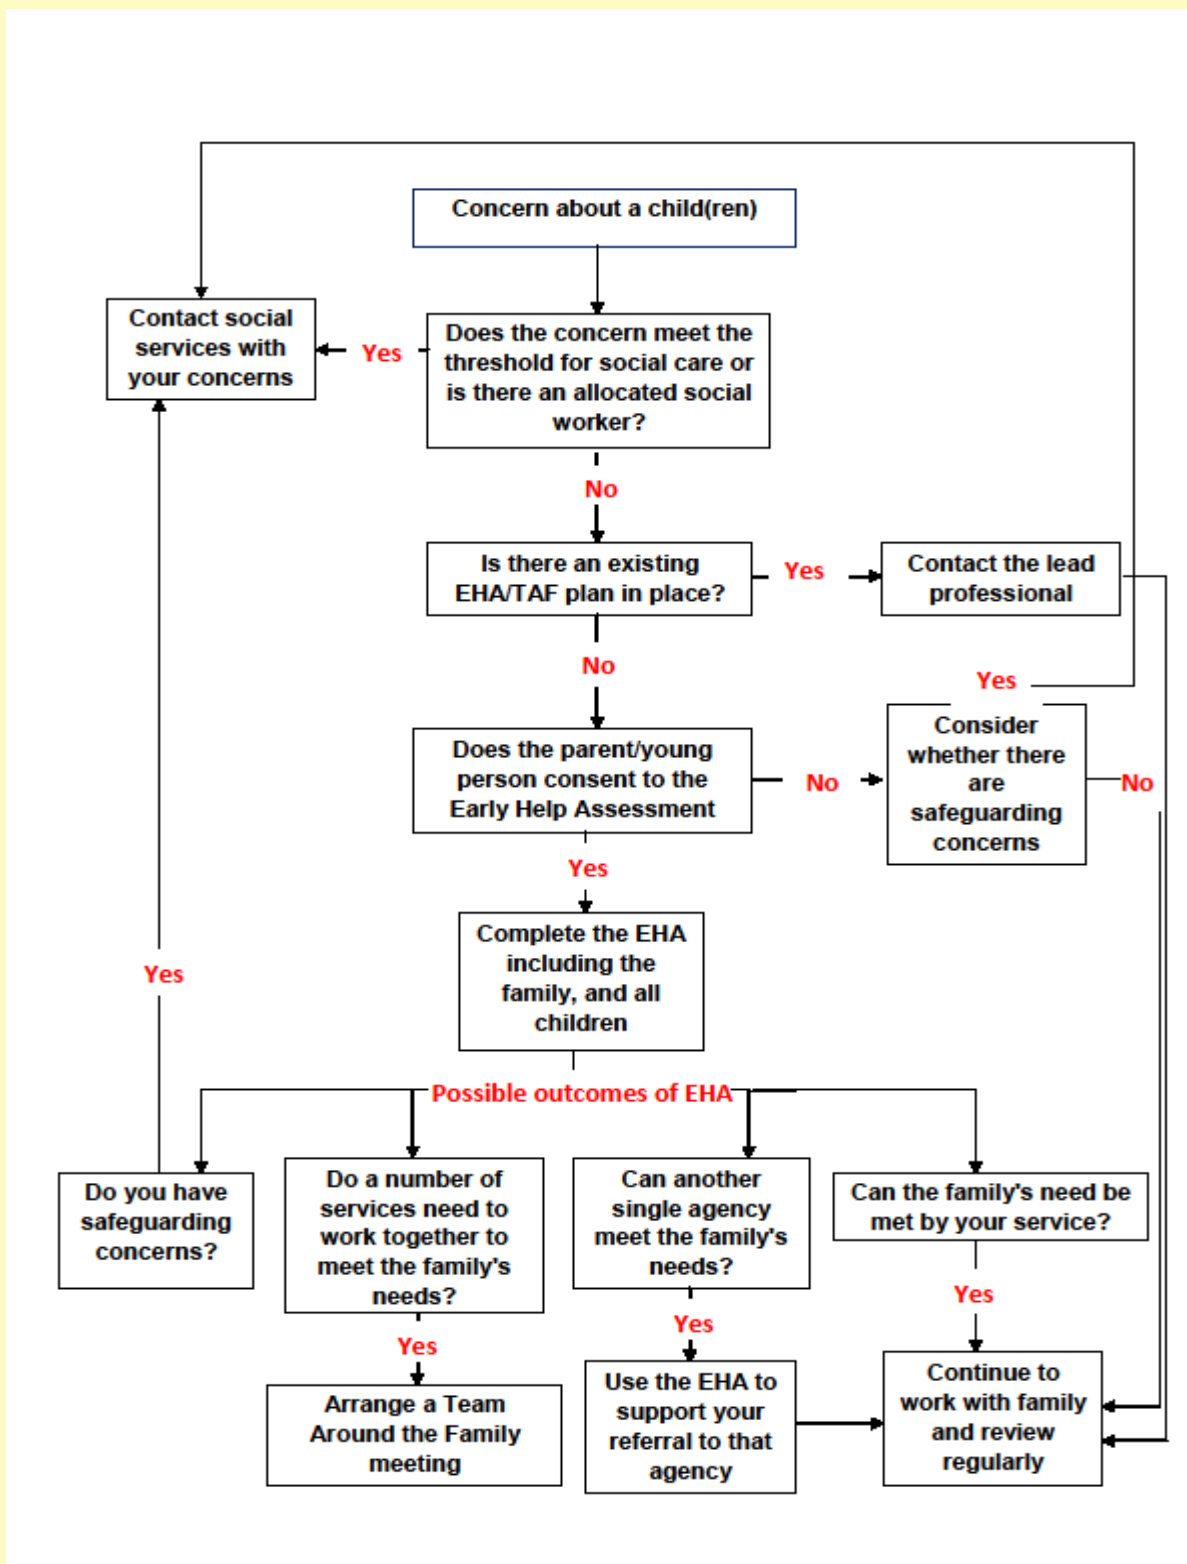 Concern about a child(ren)
Contact social
services with
your concerns
Yes
Does the concern meet the
threshold for social care or
is there an allocated social
worker?
No
Is there an existing
EHA/TAF plan in place?
Yes
Contact the lead
professional
No
Yes
Does the parent/young
person consent to the
Early Help Assessment
No
Consider
whether there
are
safeguarding
concerns
No
Yes
Complete the EHA
including the
family, and all
children
Yes
Possible outcomes of EHA
Do you have
safeguarding
concerns?
Do a number of
services need to
work together to
meet the family's
needs?
Can another
single agency
meet the family's
needs?
Can the family's need be
met by your service?
Yes
Yes
Yes
Arrange a Team
Around the Family
meeting
Use the EHA to
support your
referral to that
agency
Continue to
work with family
and review
regularly